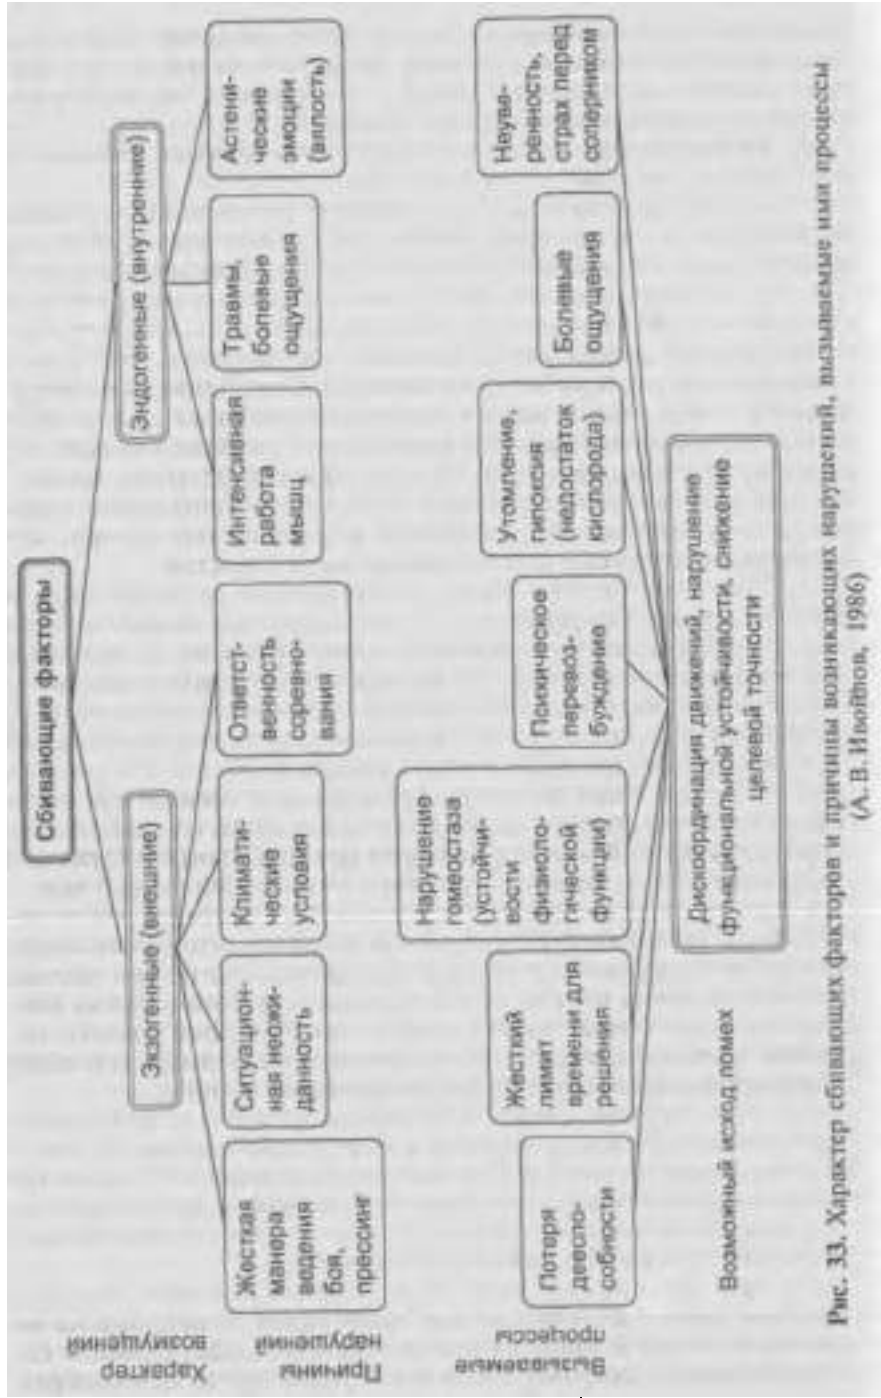 Сбивающие факторы
Экзогенные (внешние)
Эндогенные (внутренние)
Характер
возмущений
Причины
нарушений
Жесткая
манера
ведения
боя,
прессинг
Ситуацион-
ная неожи-
данность
Климати-
ческие
условия
Ответст-
венность
соревно-
вания
Интенсивная
работа
мышц
Травмы,
болевые
ощущения
Астени-
ческие
эмоции
(вялость)
Вызываемые
процессы
Потеря
дееспо-
собности
Жесткий
лимит
времени для
решения
Нарушение
гомеостаза
(устойчи-
вости
физиоло-
гической
функции)
Психическое
перевоз-
буждение
Утомление,
гипоксия
(недостаток
кислорода)
Болевые
ощущения
Неуве-
ренность,
страх перед
соперником
Возможный исход помех
Дискоординация движений, нарушение
функциональной устойчивости, снижение
целевой точности
Рис. 33. Характер сбивающих факторов и причины возникающих нарушений, вызываемые ими процессы
(А. В. Ивойлов, 1986)